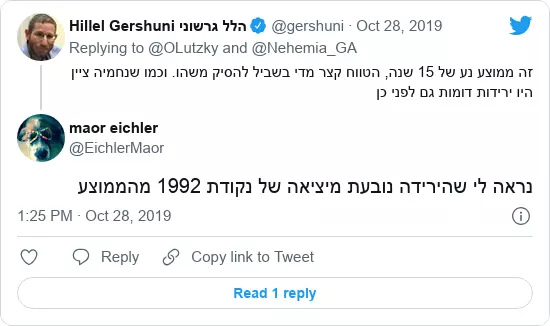 Hillel Gershuni הלל גרשוני @gershuni · Oct 28, 2019
Replying to @OLutzky and @Nehemia_GA
זה ממוצע נע של 15 שנה, הטווח קצר מדי בשביל להסיק משהו. וכמו שנחמיה ציין
היו ירידות דומות גם לפני כן
maor eichler
@EichlerMaor
נראה לי שהירידה נובעת מיציאה של נקודת 1992 מהממוצע
1:25 PM · Oct 28, 2019
Reply Copy link to Tweet
Read 1 reply